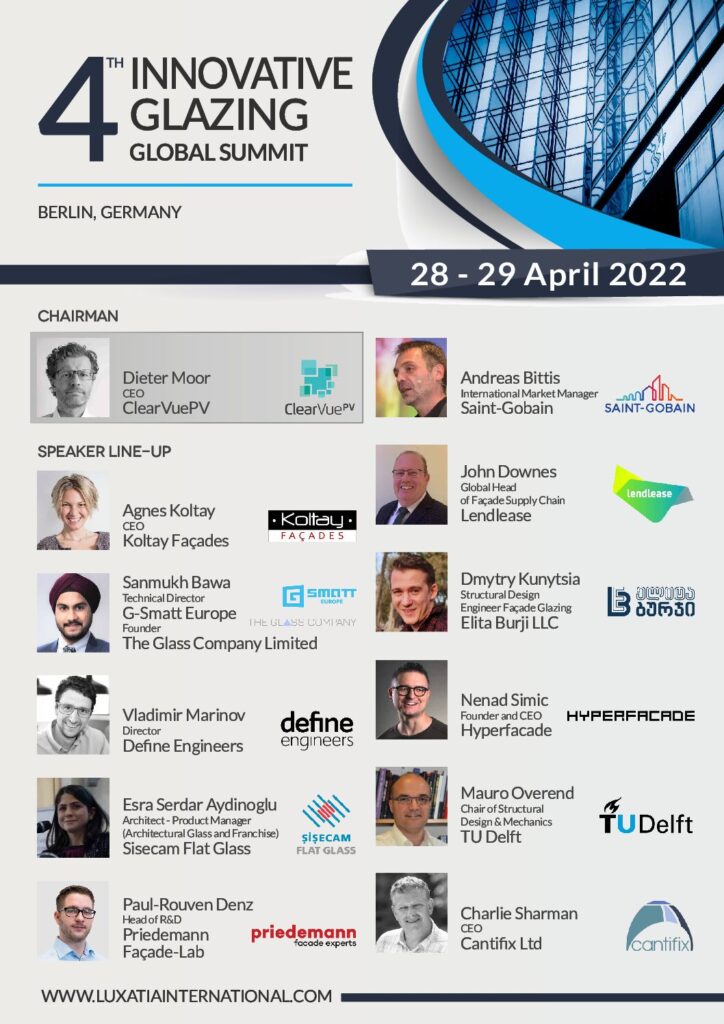 4TH INNOVATIVE
GLAZING
GLOBAL SUMMIT
BERLIN, GERMANY
28 - 29 April 2022
CHAIRMAN
Dieter Moor
CEO
ClearVuePV
ClearVuePV
SPEAKER LINE-UP
Agnes Koltay
CEO
Koltay Façades
Koltay
FAÇADES
Sanmukh Bawa
Technical Director
G-Smatt Europe
Founder
The Glass Company Limited
G SMATT
EUROPE
THE GLASS COMPANY
Vladimir Marinov
Director
Define Engineers
define
engineers
Esra Serdar Aydinoglu
Architect - Product Manager
(Architectural Glass and Franchise)
Sisecam Flat Glass
ŞİŞECAM
FLAT GLASS
Paul-Rouven Denz
Head of R&D
Priedemann
Façade-Lab
priedemann
facade experts
Andreas Bittis
International Market Manager
Saint-Gobain
SAINT-GOBAIN
John Downes
Global Head
of Façade Supply Chain
Lendlease
lendlease
Dmytry Kunytsia
Structural Design
Engineer Façade Glazing
Elita Burji LLC
ელიტა
ბურჯი
Nenad Simic
Founder and CEO
Hyperfacade
HYPERFACADE
Mauro Overend
Chair of Structural
Design & Mechanics
TU Delft
TUDelft
Charlie Sharman
CEO
Cantifix Ltd
cantifix
WWW.LUXATIAINTERNATIONAL.COM